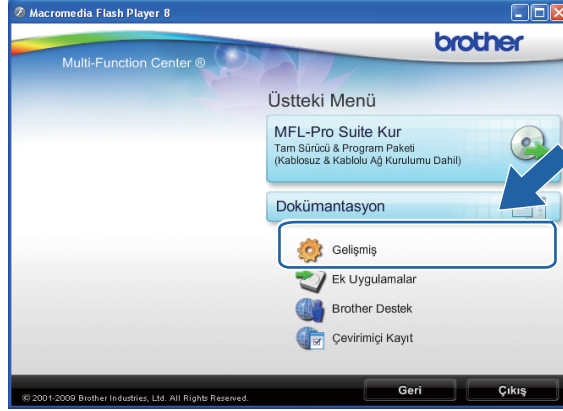 Macromedia Flash Player 8
brother
Multi-Function Center ®
Üstteki Menü
MFL-Pro Suite Kur
Tam Sürücü & Program Paketi
(Kablosuz & Kablolu Ağ Kurulumu Dahil)
Dokümantasyon
Gelişmiş
Ek Uygulamalar
Brother Destek
Çevirimiçi Kayıt
© 2001-2009 Brother Industries, Ltd. All Rights Reserved.
Geri
Çıkış